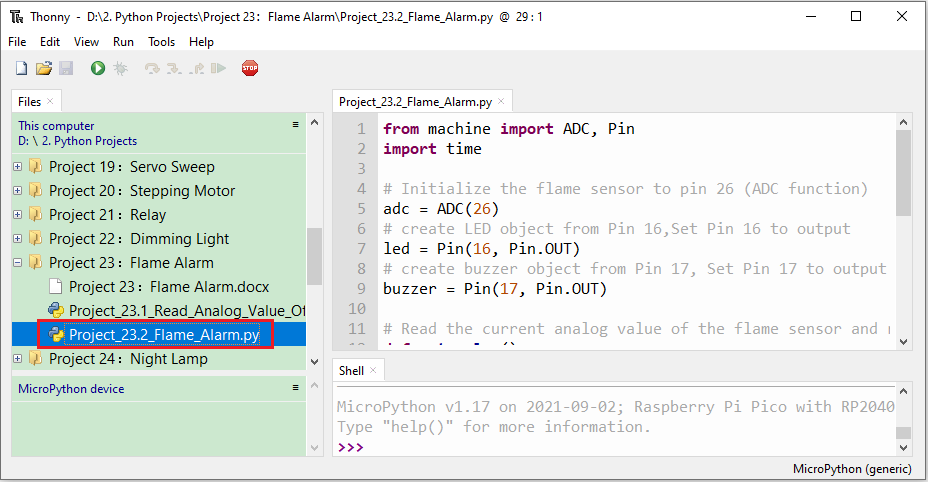 Thonny - D:\2. Python Projects\Project 23：Flame Alarm\Project_23.2_Flame_Alarm.py @ 29 : 1
File Edit View Run Tools Help
STOP
Files ×
This computer
D: \ 2. Python Projects
Project 19：Servo Sweep
Project 20：Stepping Motor
Project 21：Relay
Project 22：Dimming Light
Project 23：Flame Alarm
Project 23：Flame Alarm.docx
Project_23.1_Read_Analog_Value_Of
Project_23.2_Flame_Alarm.py
Project 24：Night Lamp
MicroPython device
Project_23.2_Flame_Alarm.py ×
1 from machine import ADC, Pin
2 import time
3
4 # Initialize the flame sensor to pin 26 (ADC function)
5 adc = ADC(26)
6 # create LED object from Pin 16,Set Pin 16 to output
7 led = Pin(16, Pin.OUT)
8 # create buzzer object from Pin 17, Set Pin 17 to output
9 buzzer = Pin(17, Pin.OUT)
10
11 # Read the current analog value of the flame sensor and
Shell ×
MicroPython v1.17 on 2021-09-02; Raspberry Pi Pico with RP2040
Type "help()" for more information.
>>>
MicroPython (generic)